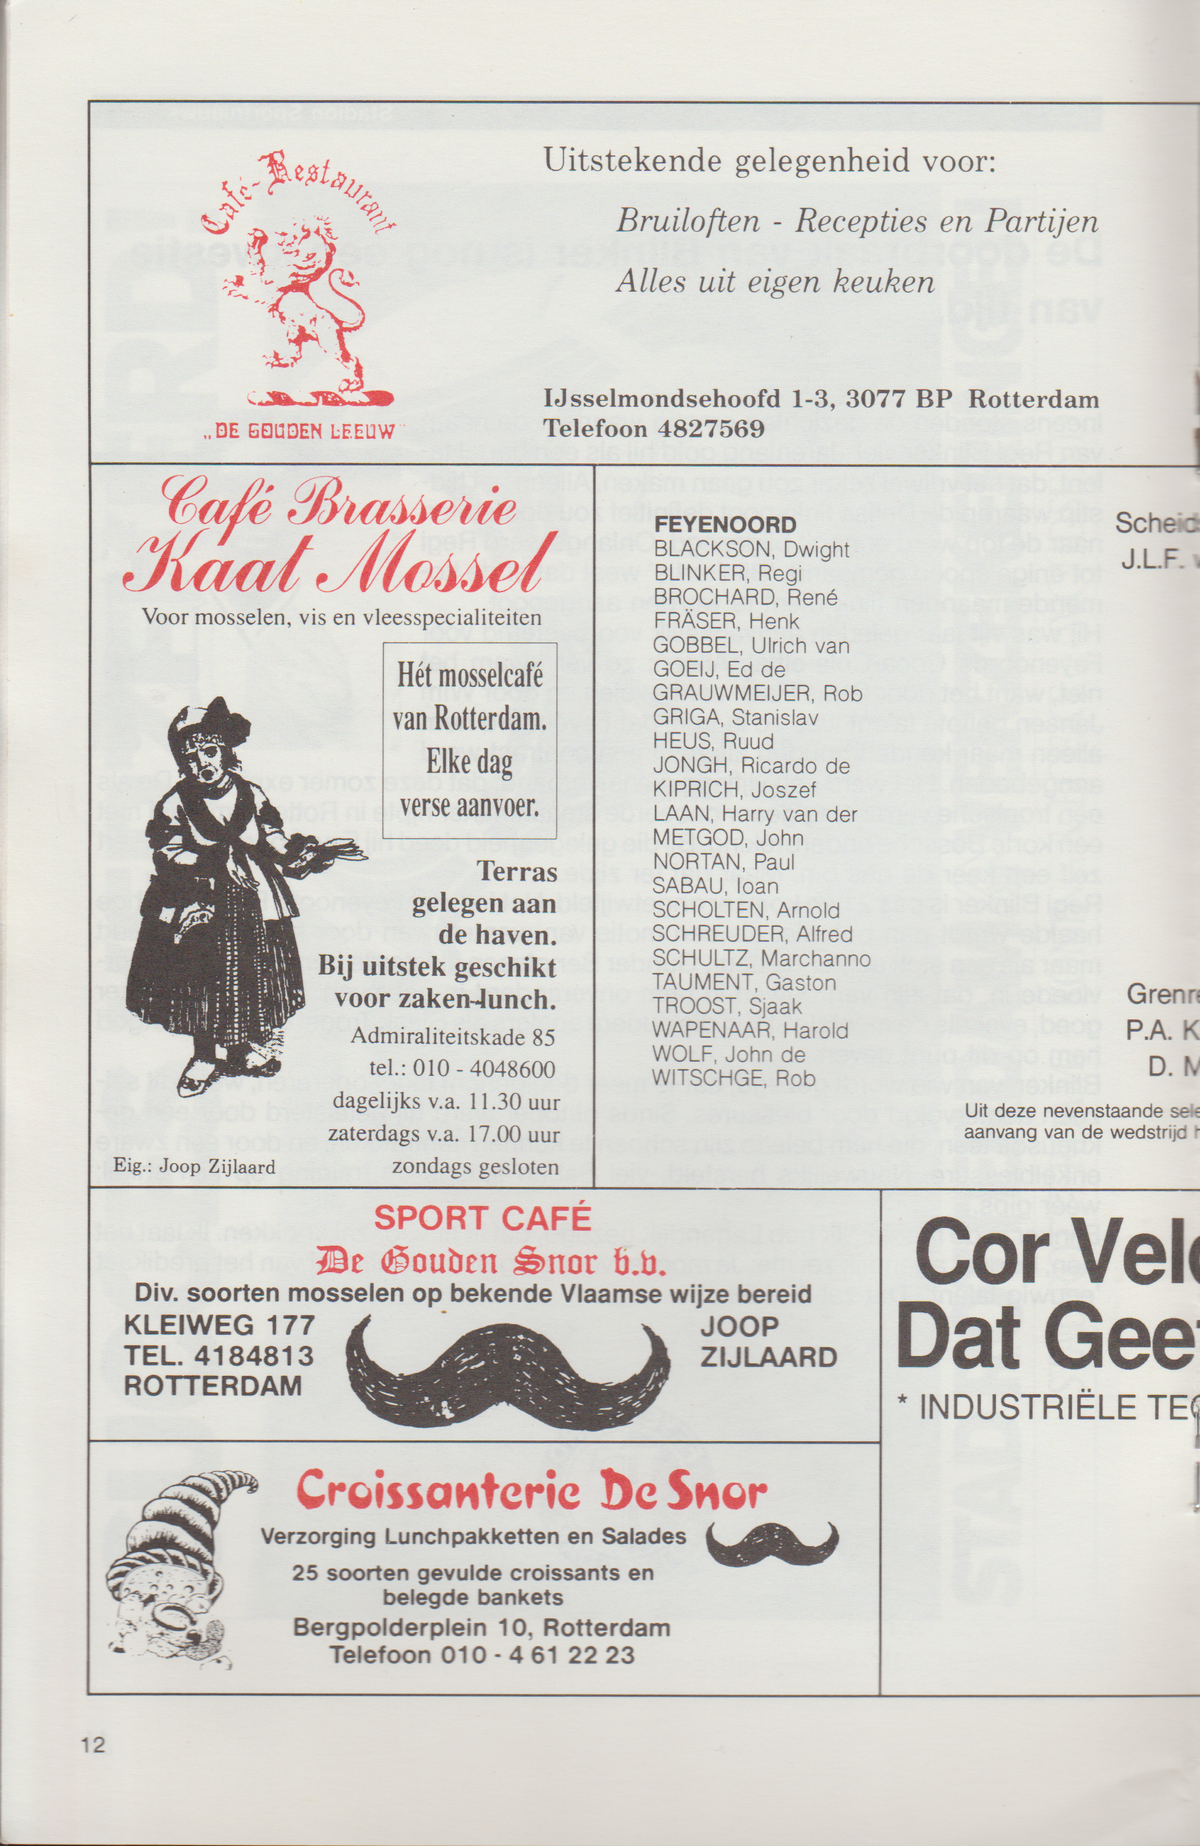 Café-Restaurant
„DE GOUDEN LEEUW"
Uitstekende gelegenheid voor:
Bruiloften - Recepties en Partijen
Alles uit eigen keuken
IJsselmondsehoofd 1-3, 3077 BP Rotterdam
Telefoon 4827569
Café Brasserie
Kaat Mossel
Voor mosselen, vis en vleesspecialiteiten
Hét mosselcafé
van Rotterdam.
Elke dag
verse aanvoer.
Terras
gelegen aan
de haven.
Bij uitstek geschikt
voor zaken-lunch.
Admiraliteitskade 85
tel.: 010 - 4048600
dagelijks v.a. 11.30 uur
zaterdags v.a. 17.00 uur
Eig.: Joop Zijlaard
zondags gesloten
FEYENOORD
BLACKSON, Dwight
BLINKER, Regi
BROCHARD, René
FRÄSER, Henk
GOBBEL, Ulrich van
GOEIJ, Ed de
GRAUWMEIJER, Rob
GRIGA, Stanislav
HEUS, Ruud
JONGH, Ricardo de
KIPRICH, Joszef
LAAN, Harry van der
METGOD, John
NORTAN, Paul
SABAU, Ioan
SCHOLTEN, Arnold
SCHREUDER, Alfred
SCHULTZ, Marchanno
TAUMENT, Gaston
TROOST, Sjaak
WAPENAAR, Harold
WOLF, John de
WITSCHGE, Rob
Scheids
J.L.F. v
Grenre
P.A. K
D. M
Uit deze nevenstaande sele
aanvang van de wedstrijd h
SPORT CAFÉ
De Gouden Snor b.v.
Div. soorten mosselen op bekende Vlaamse wijze bereid
KLEIWEG 177
TEL. 4184813
ROTTERDAM
JOOP
ZIJLAARD
Cor Veld
Dat Geet
* INDUSTRIËLE TEC
Croissanterie De Snor
Verzorging Lunchpakketten en Salades
25 soorten gevulde croissants en
belegde bankets
Bergpolderplein 10, Rotterdam
Telefoon 010 - 4 61 22 23
12